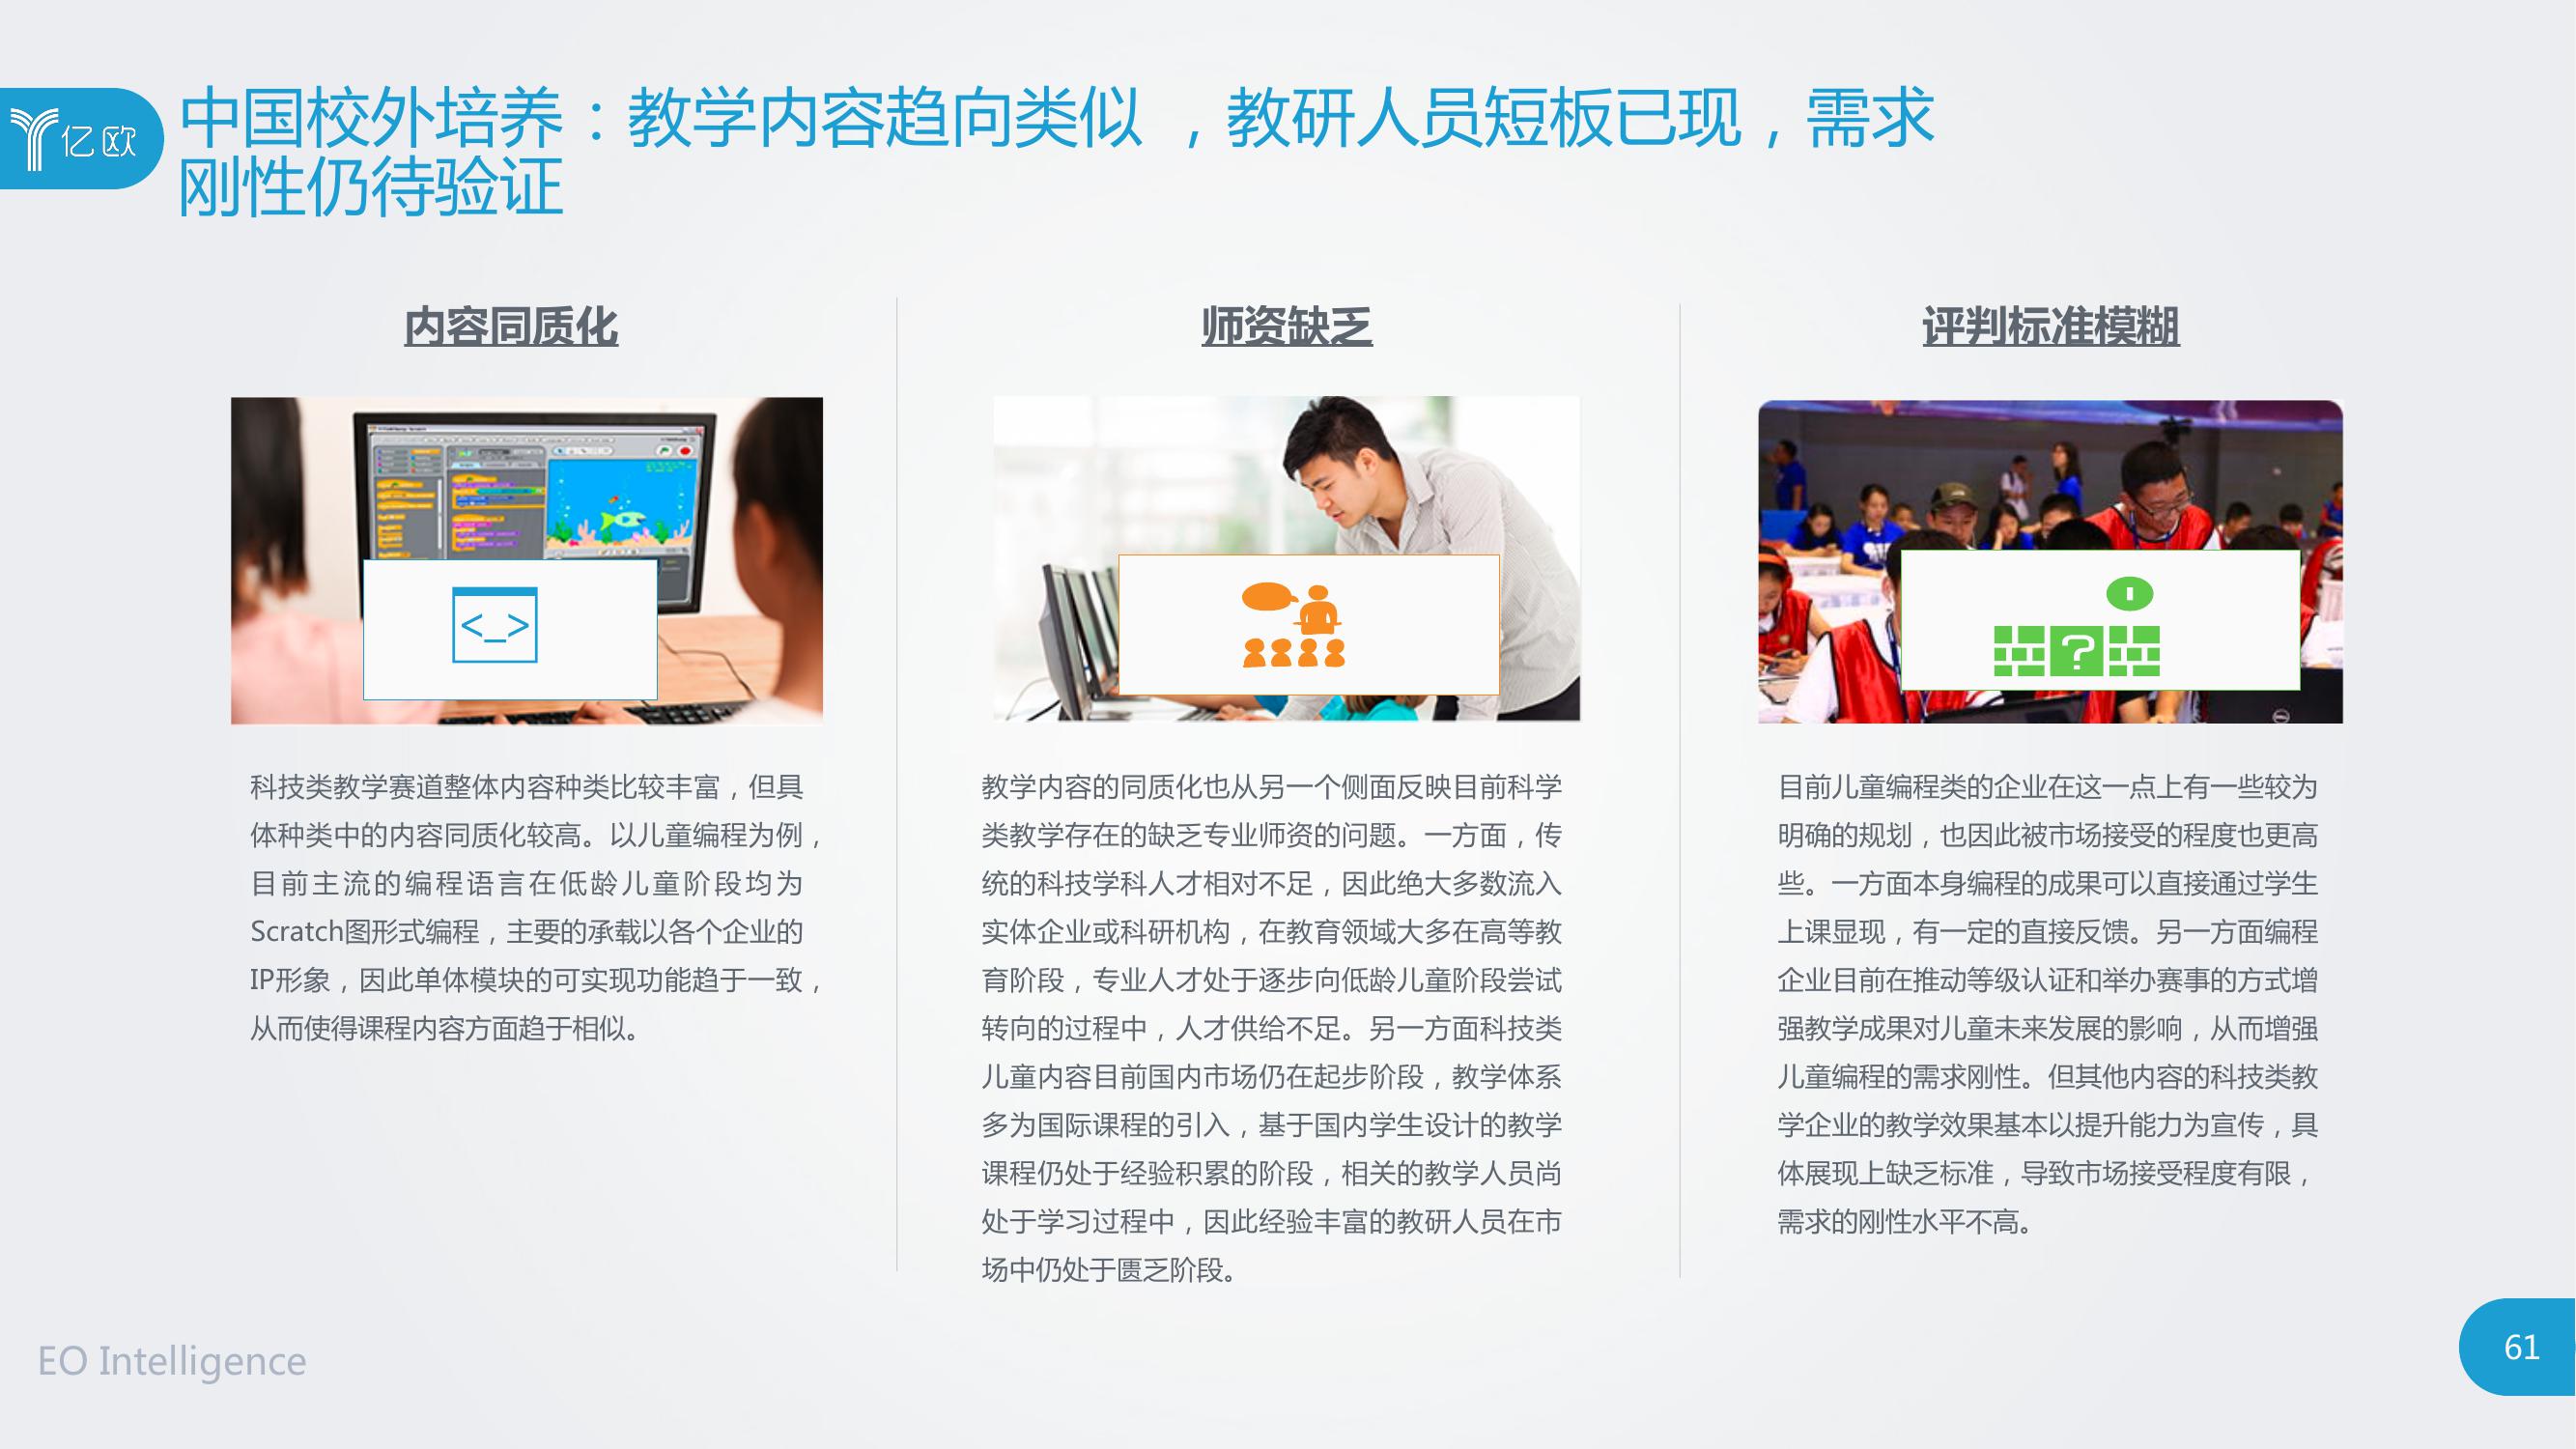 亿欧
中国校外培养：教学内容趋向类似 ，教研人员短板已现，需求
刚性仍待验证
内容同质化
<_>
科技类教学赛道整体内容种类比较丰富，但具
体种类中的内容同质化较高。以儿童编程为例，
目前主流的编程语言在低龄儿童阶段均为
Scratch图形式编程，主要的承载以各个企业的
IP形象，因此单体模块的可实现功能趋于一致，
从而使得课程内容方面趋于相似。
师资缺乏
教学内容的同质化也从另一个侧面反映目前科学
类教学存在的缺乏专业师资的问题。一方面，传
统的科技学科人才相对不足，因此绝大多数流入
实体企业或科研机构，在教育领域大多在高等教
育阶段，专业人才处于逐步向低龄儿童阶段尝试
转向的过程中，人才供给不足。另一方面科技类
儿童内容目前国内市场仍在起步阶段，教学体系
多为国际课程的引入，基于国内学生设计的教学
课程仍处于经验积累的阶段，相关的教学人员尚
处于学习过程中，因此经验丰富的教研人员在市
场中仍处于匮乏阶段。
评判标准模糊
?
目前儿童编程类的企业在这一点上有一些较为
明确的规划，也因此被市场接受的程度也更高
些。一方面本身编程的成果可以直接通过学生
上课显现，有一定的直接反馈。另一方面编程
企业目前在推动等级认证和举办赛事的方式增
强教学成果对儿童未来发展的影响，从而增强
儿童编程的需求刚性。但其他内容的科技类教
学企业的教学效果基本以提升能力为宣传，具
体展现上缺乏标准，导致市场接受程度有限，
需求的刚性水平不高。
EO Intelligence
61